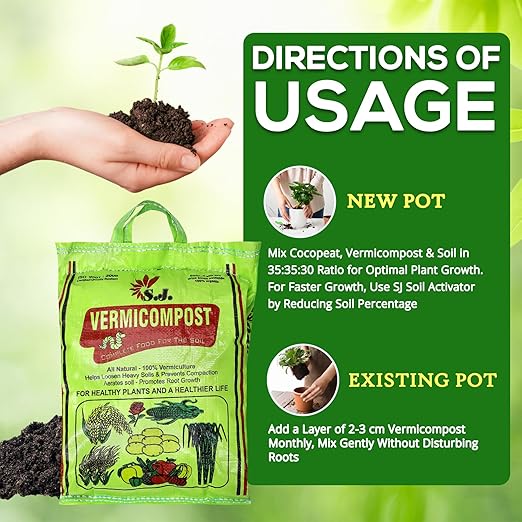 DIRECTIONS OF
USAGE
NEW POT
Mix Cocopeat, Vermicompost & Soil in
35:35:30 Ratio for Optimal Plant Growth.
For Faster Growth, Use SJ Soil Activator
by Reducing Soil Percentage
EXISTING POT
Add a Layer of 2-3 cm Vermicompost
Monthly, Mix Gently Without Disturbing
Roots
S.J.
VERMICOMPOST
COMPLETE FOOD FOR THE SOIL
All Natural - 100% Vermiculture
Helps Loosen Heavy Soils & Prevents Compaction
Aerates soil - Promotes Root Growth
FOR HEALTHY PLANTS AND A HEALTHIER LIFE